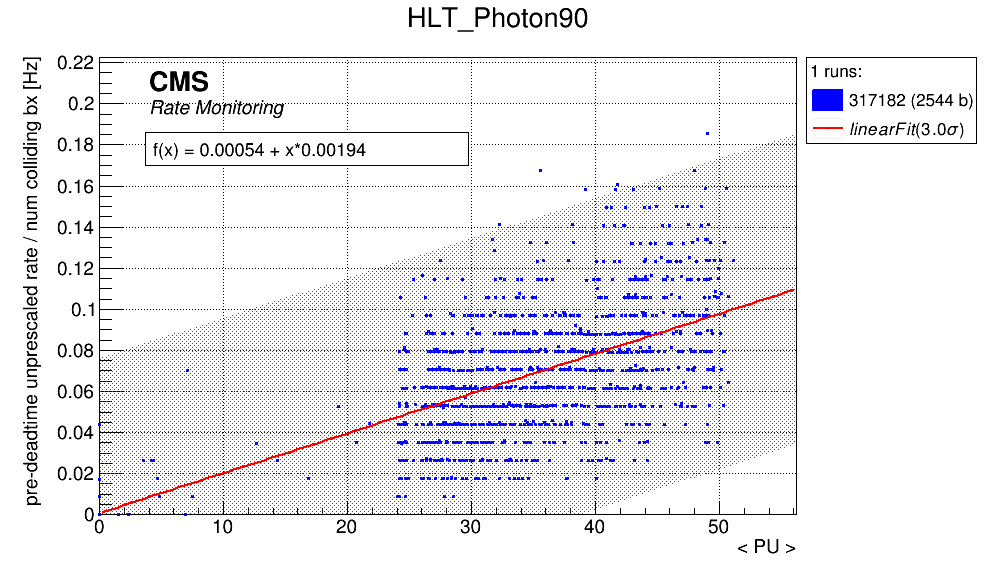 HLT_Photon90
pre-deadtime unprescaled rate / num colliding bx [Hz]
0.22
0.2
0.18
0.16
0.14
0.12
0.1
0.08
0.06
0.04
0.02
0
CMS
Rate Monitoring
f(x) = 0.00054 + x*0.00194
1 runs:
317182 (2544 b)
linearFit(3.0σ)
0 10 20 30 40 50
< PU >